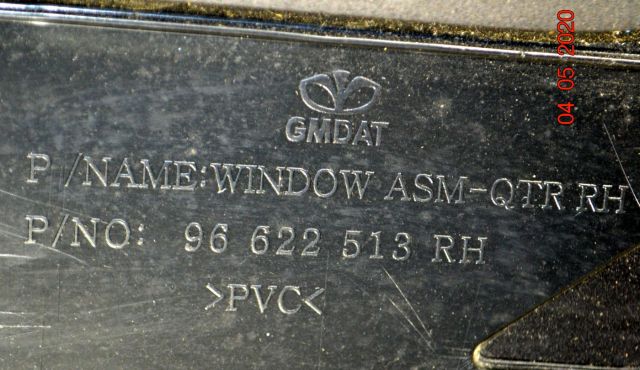 GMDAT
P/NAME:WINDOW ASM-QTR RH
P/NO: 96 622 513 RH
>PVC<
04 05 2020